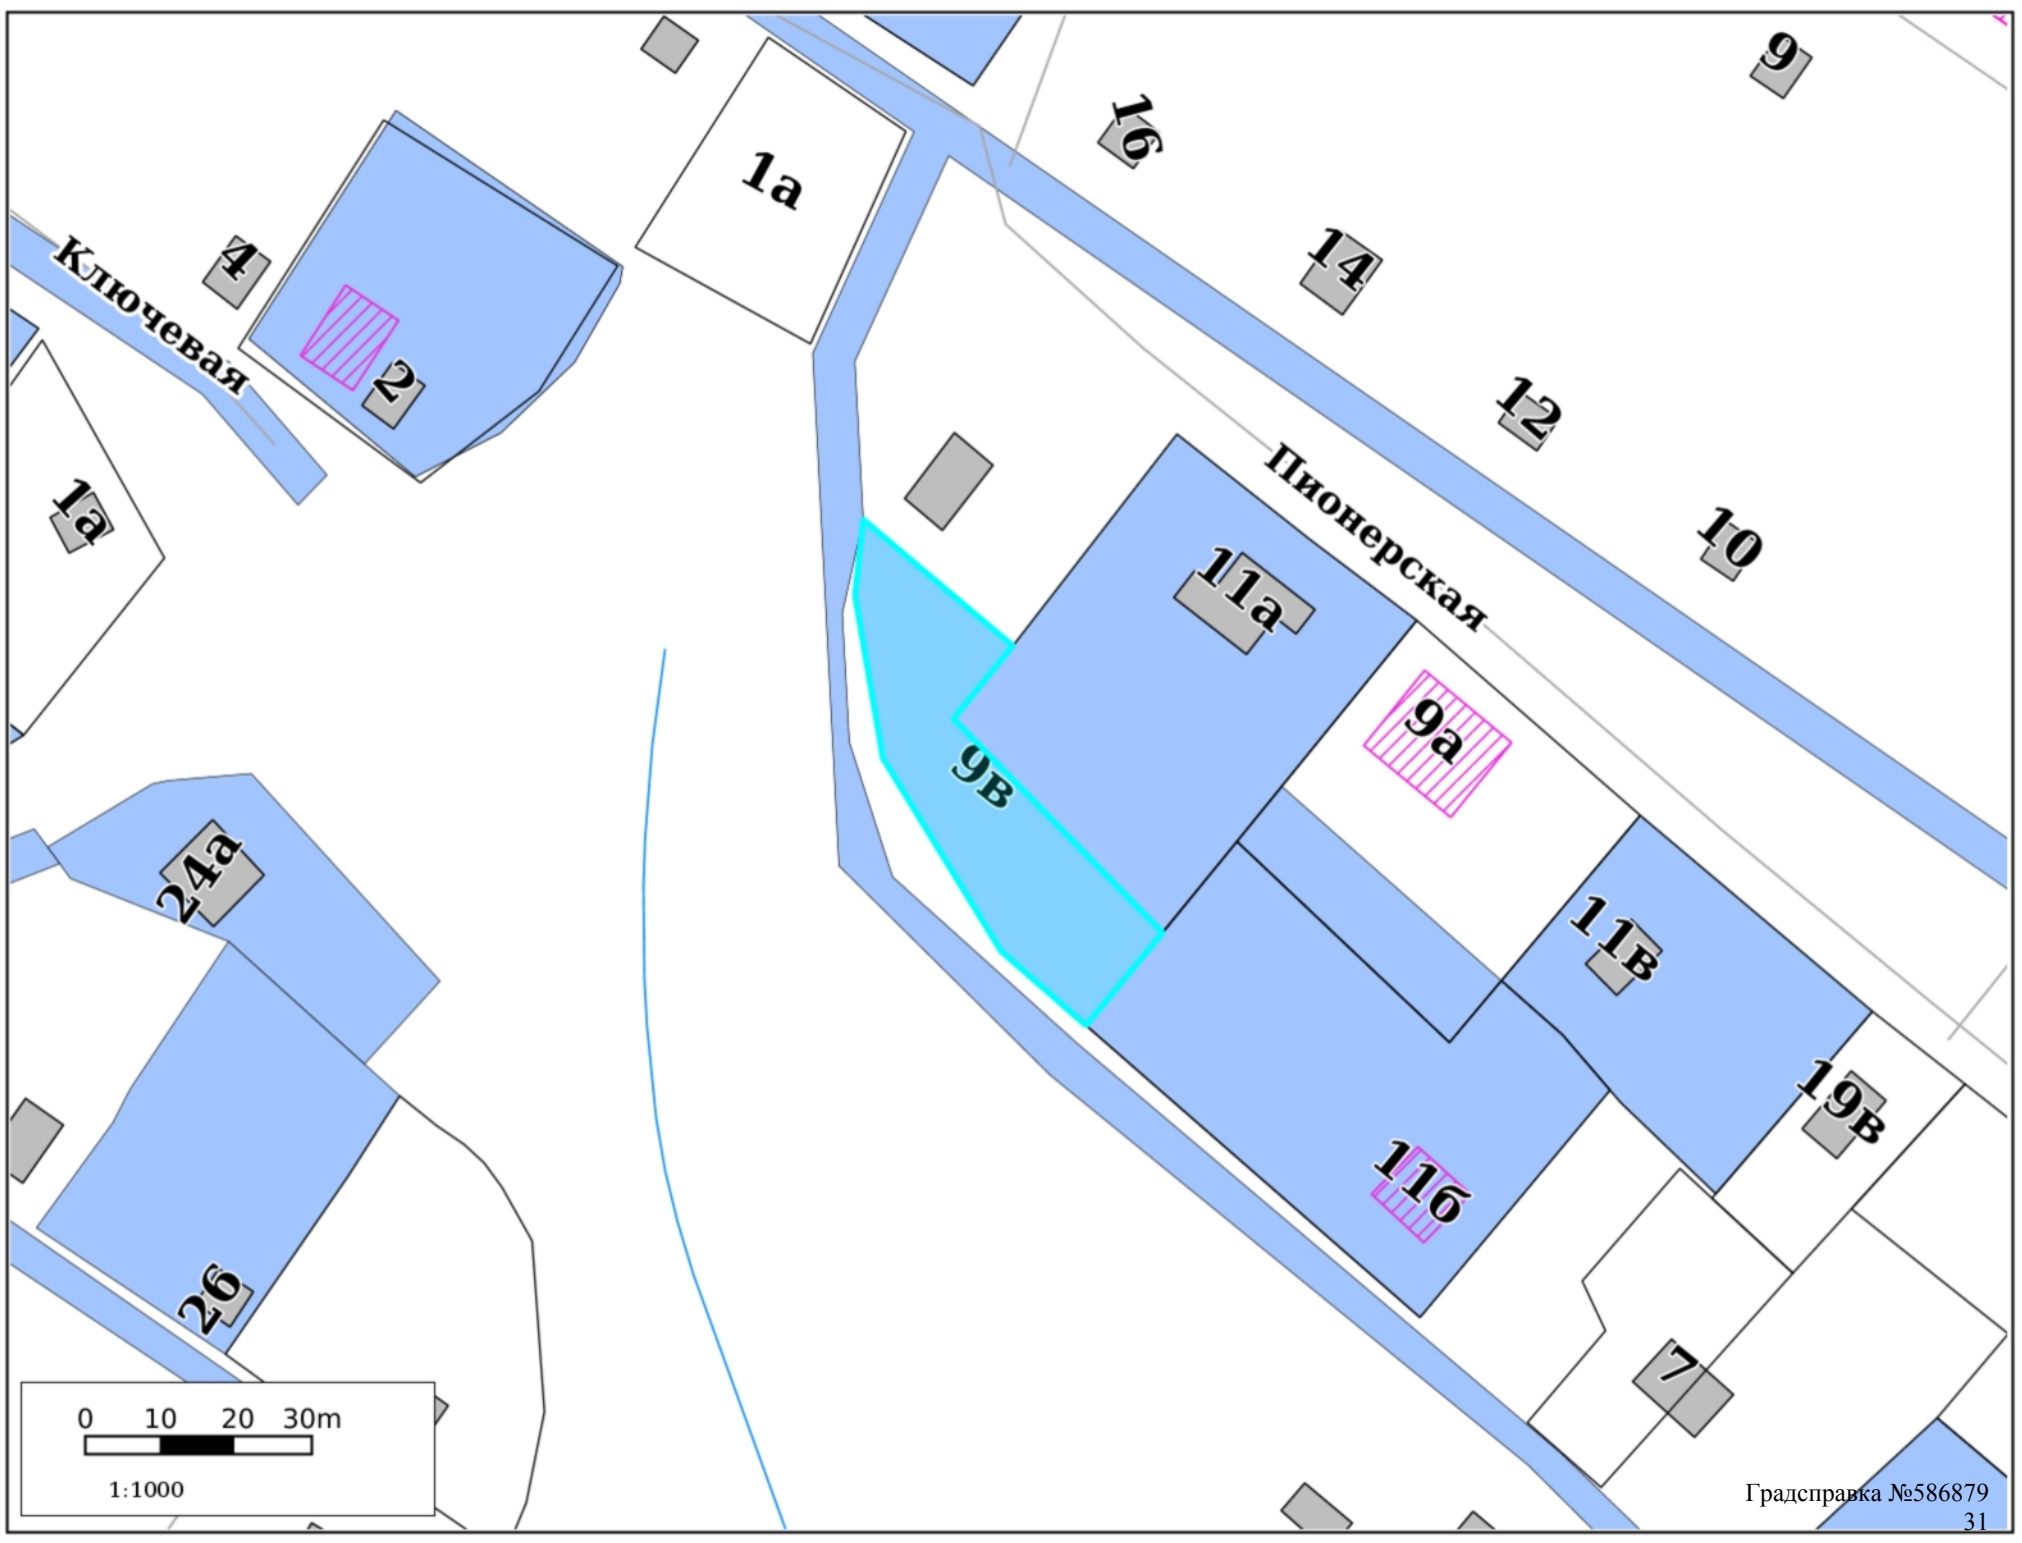 9
16
1а
14
4
Ключевая
2
12
Пионерская
1а
10
11а
9а
9в
24а
11в
19в
11б
26
7
0 10 20 30m
1:1000
Градсправка №586879
31